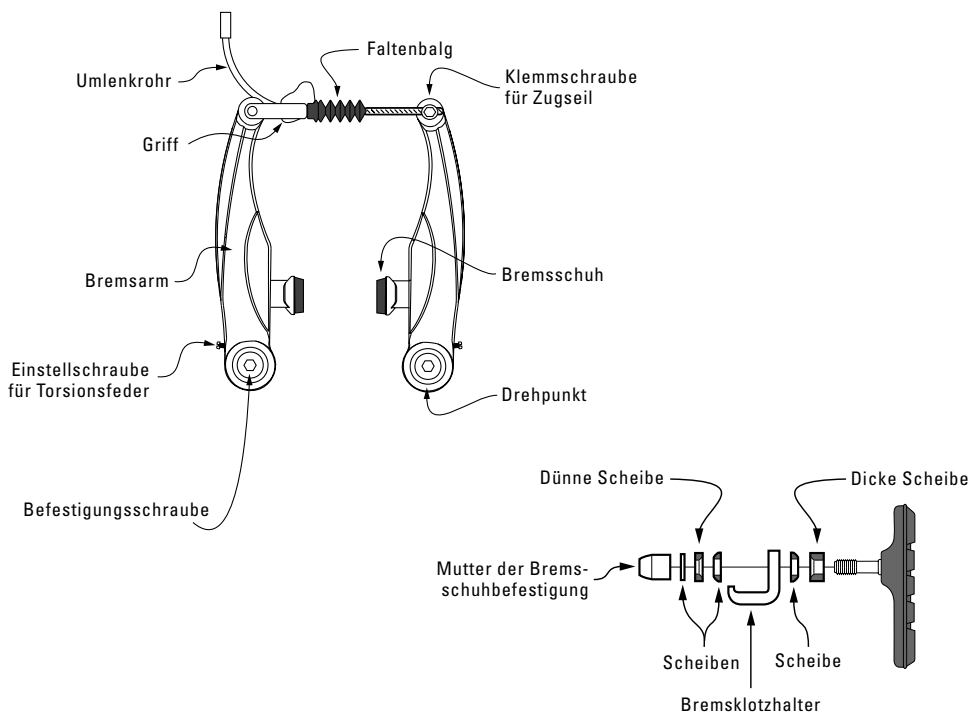 Faltenbalg
Umlenkrohr
Klemmschraube
für Zugseil
Griff
Bremsarm
Bremsschuh
Einstellschraube
für Torsionsfeder
Drehpunkt
Befestigungsschraube
Dünne Scheibe
Dicke Scheibe
Mutter der Brems-
schuhbefestigung
Scheiben
Scheibe
Bremsklotzhalter